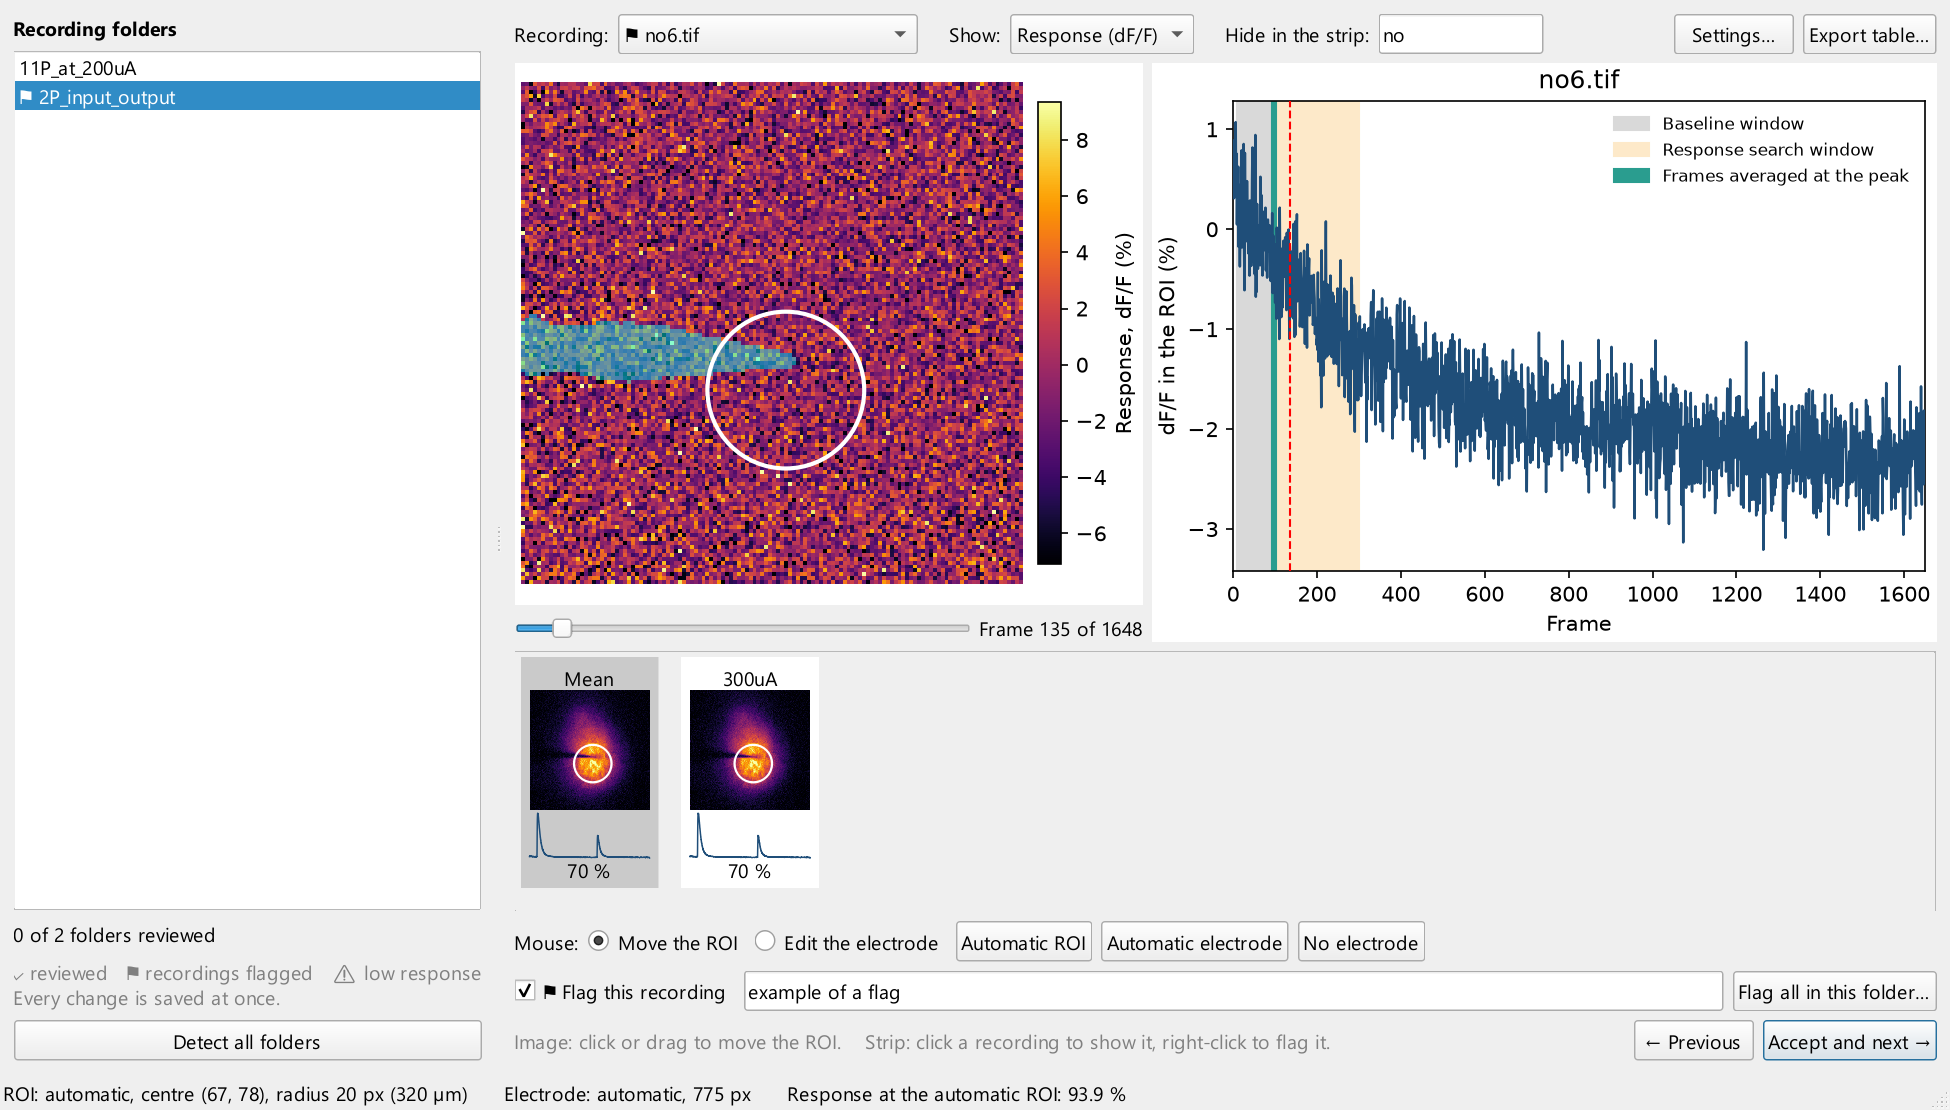 Recording folders
11P_at_200uA
2P_input_output
0 of 2 folders reviewed
reviewed recordings flagged low response
Every change is saved at once.
Detect all folders
Recording: no6.tif Show: Response (dF/F) Hide in the strip: no Settings... Export table...
8
6
4
2
0
−2
−4
−6
Response, dF/F (%)
Frame 135 of 1648
no6.tif
Baseline window
Response search window
Frames averaged at the peak
1
0
−1
−2
−3
dF/F in the ROI (%)
0 200 400 600 800 1000 1200 1400 1600
Frame
Mean 300uA
70 % 70 %
Mouse: Move the ROI Edit the electrode Automatic ROI Automatic electrode No electrode
Flag this recording example of a flag Flag all in this folder...
Image: click or drag to move the ROI. Strip: click a recording to show it, right-click to flag it. ← Previous Accept and next →
ROI: automatic, centre (67, 78), radius 20 px (320 µm) Electrode: automatic, 775 px Response at the automatic ROI: 93.9 %